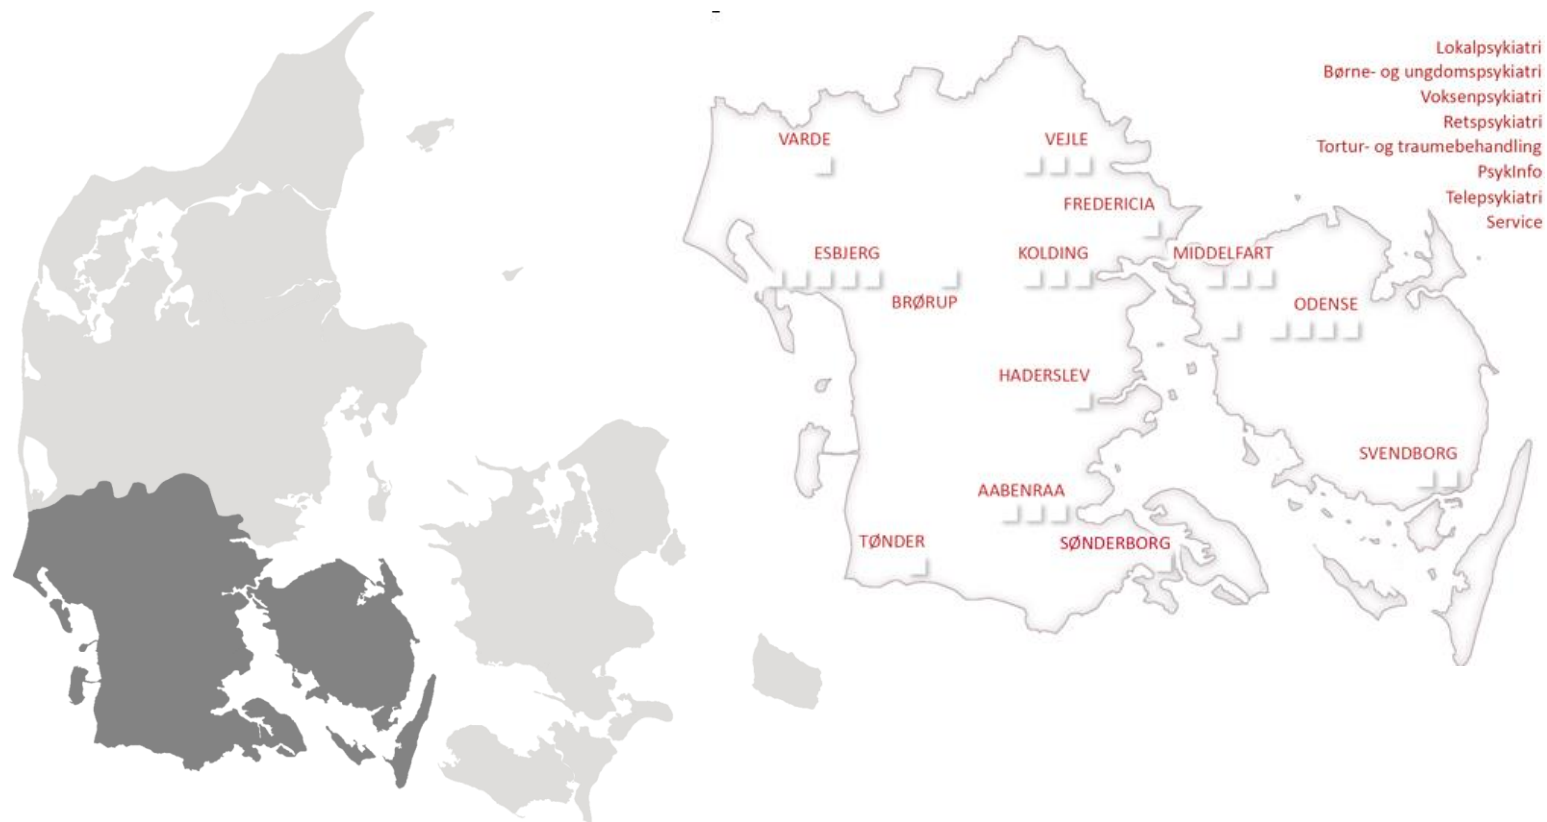 Lokalpsykiatri
Børne- og ungdomspsykiatri
Voksenpsykiatri
Retspsykiatri
Tortur- og traumebehandling
PsykInfo
Telepsykiatri
Service
VARDE
VEJLE
FREDERICIA
ESBJERG
KOLDING
MIDDELFART
BRØRUP
ODENSE
HADERSLEV
SVENDBORG
AABENRAA
TØNDER
SØNDERBORG